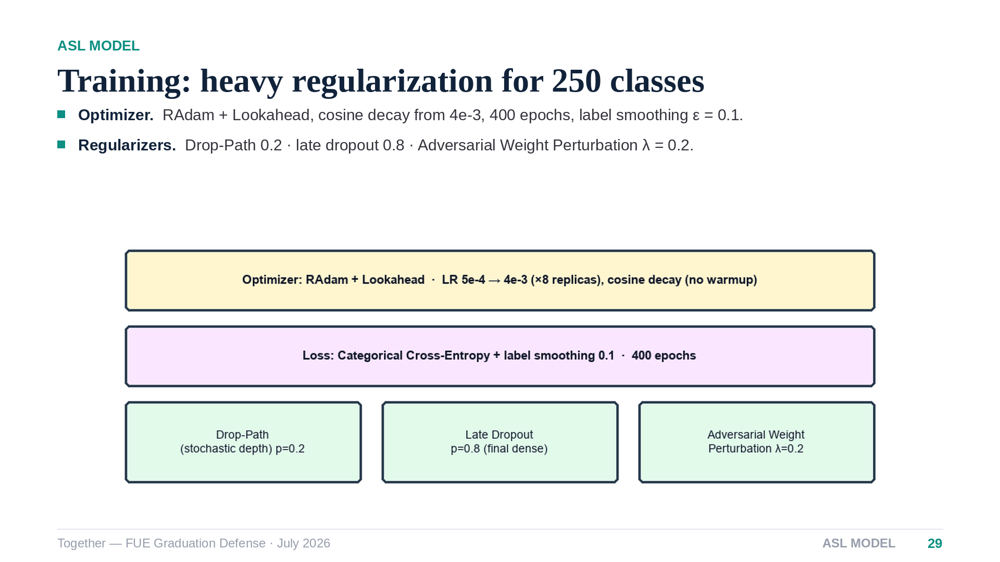 ASL MODEL
Training: heavy regularization for 250 classes
Optimizer. RAdam + Lookahead, cosine decay from 4e-3, 400 epochs, label smoothing ε = 0.1.
Regularizers. Drop-Path 0.2 · late dropout 0.8 · Adversarial Weight Perturbation λ = 0.2.
Optimizer: RAdam + Lookahead · LR 5e-4 → 4e-3 (×8 replicas), cosine decay (no warmup)
Loss: Categorical Cross-Entropy + label smoothing 0.1 · 400 epochs
Drop-Path
(stochastic depth) p=0.2
Late Dropout
p=0.8 (final dense)
Adversarial Weight
Perturbation λ=0.2
Together — FUE Graduation Defense · July 2026
ASL MODEL 29